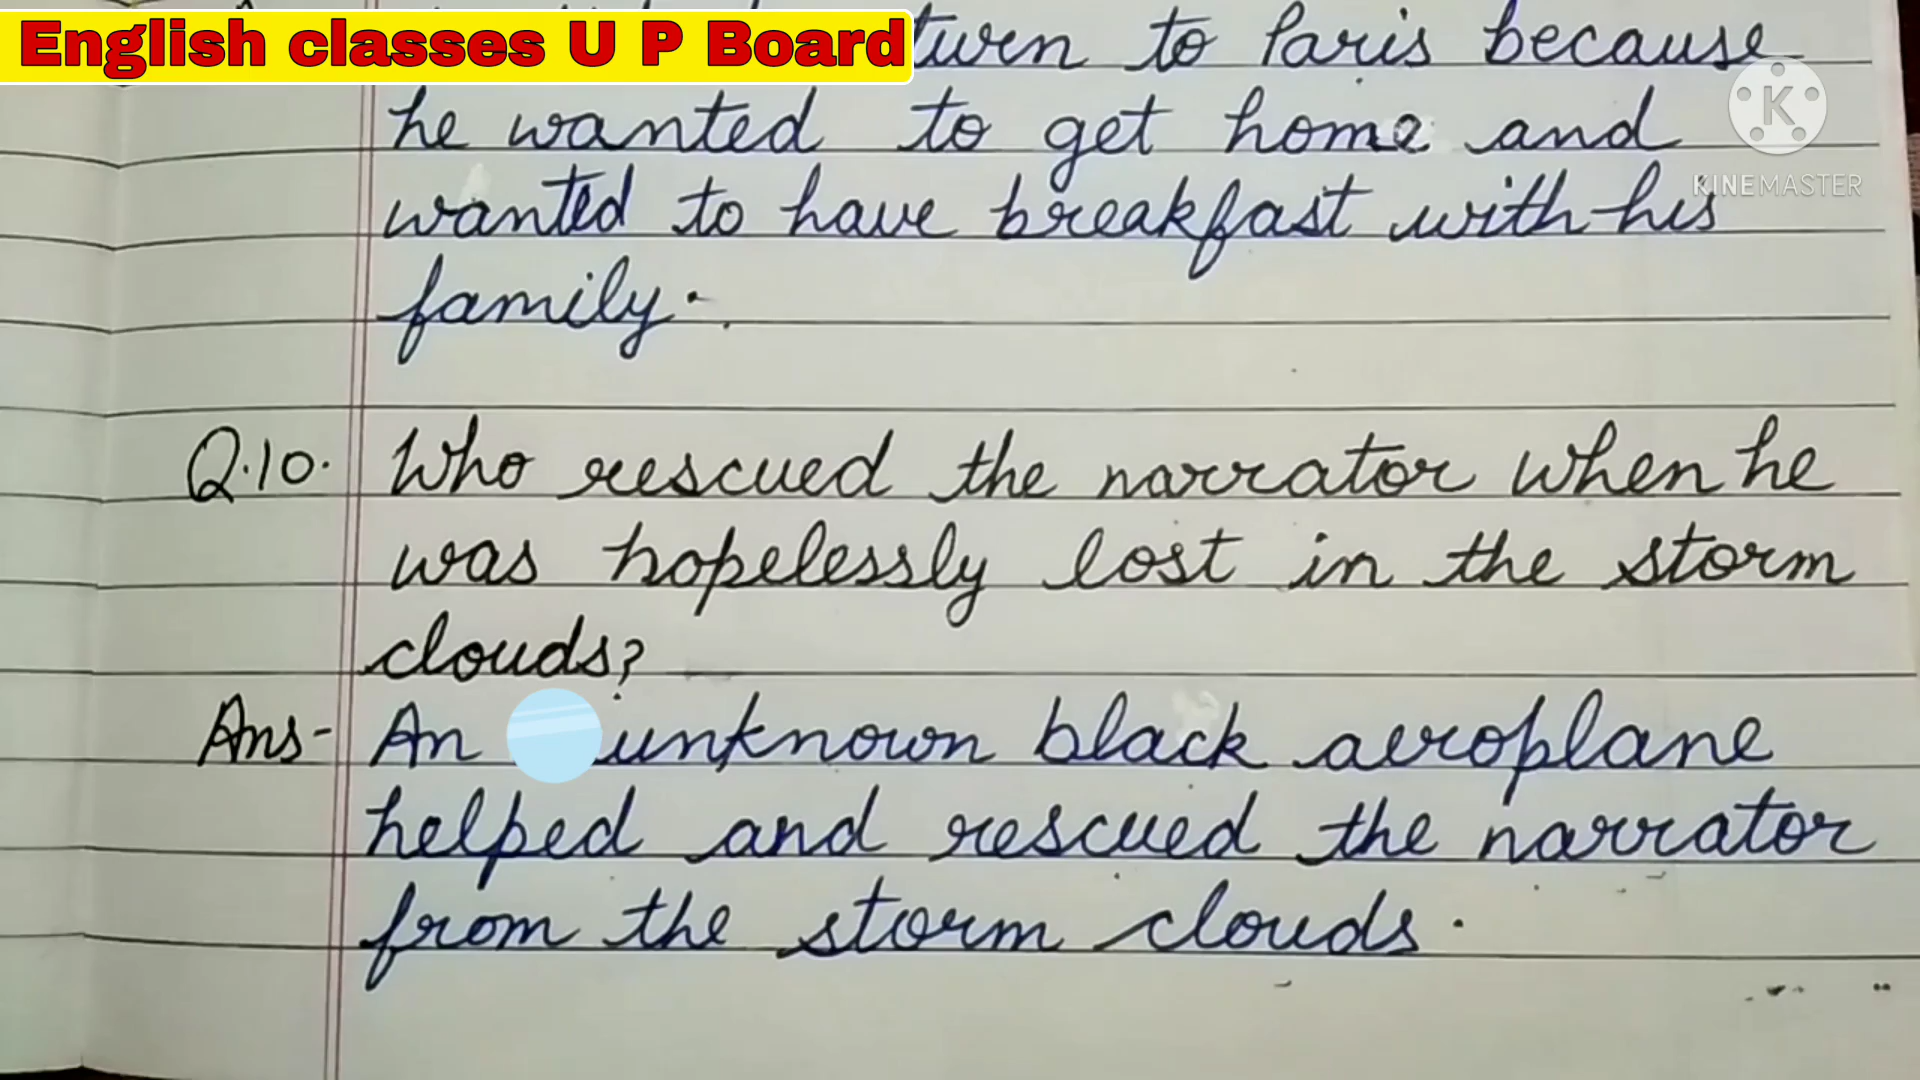 English classes U P Board
turn to Paris because
he wanted to get home and
K
KINEMASTER
wanted to have breakfast with his
family.
Q.10. Who rescued the narrator when he
was hopelessly lost in the storm
clouds?
Ans- An unknown black aeroplane
helped and rescued the narrator
from the storm clouds.